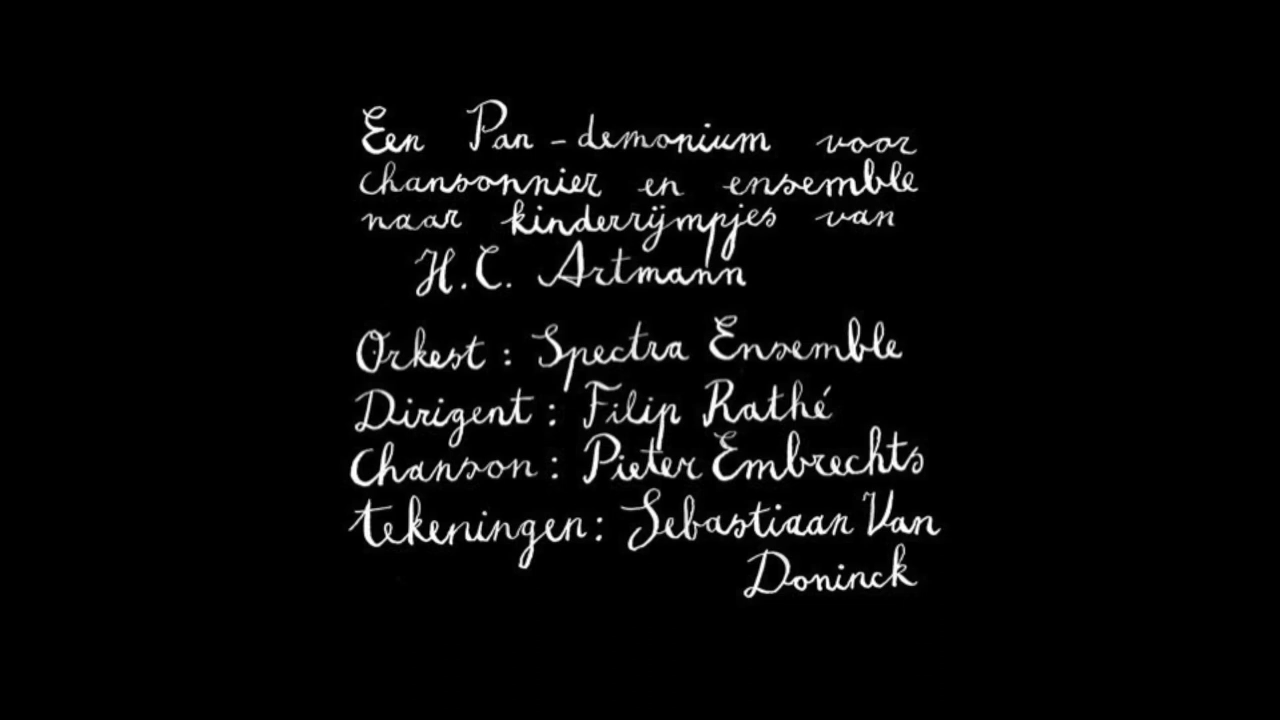 Een Pan-demonium voor
chansonnier en ensemble
naar kinderrijmpjes van
H.C. Artmann
Orkest : Spectra Ensemble
Dirigent : Filip Rathé
Chanson : Pieter Embrechts
tekeningen : Sebastiaan Van
Doninck